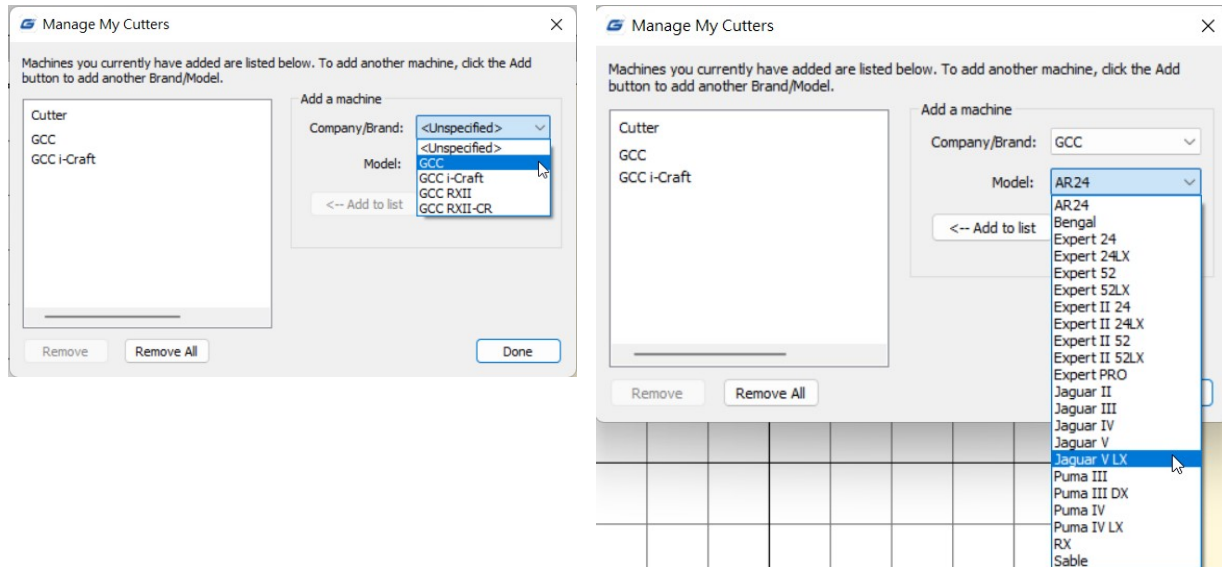 Manage My Cutters
Machines you currently have added are listed below. To add another machine, click the Add
button to add another Brand/Model.
Cutter
GCC
GCC i-Craft
Add a machine
Company/Brand: <Unspecified>
<Unspecified>
Model: GCC
GCC i-Craft
GCC RXII
<-- Add to list GCC RXII-CR
Remove Remove All Done
Manage My Cutters
Machines you currently have added are listed below. To add another machine, click the Add
button to add another Brand/Model.
Cutter
GCC
GCC i-Craft
Add a machine
Company/Brand: GCC
Model: AR24
<-- Add to list
AR24
Bengal
Expert 24
Expert 24LX
Expert 52
Expert 52LX
Expert II 24
Expert II 24LX
Expert II 52
Expert II 52LX
Expert PRO
Jaguar II
Jaguar III
Jaguar IV
Jaguar V
Jaguar V LX
Puma III
Puma III DX
Puma IV
Puma IV LX
RX
Sable
Remove Remove All